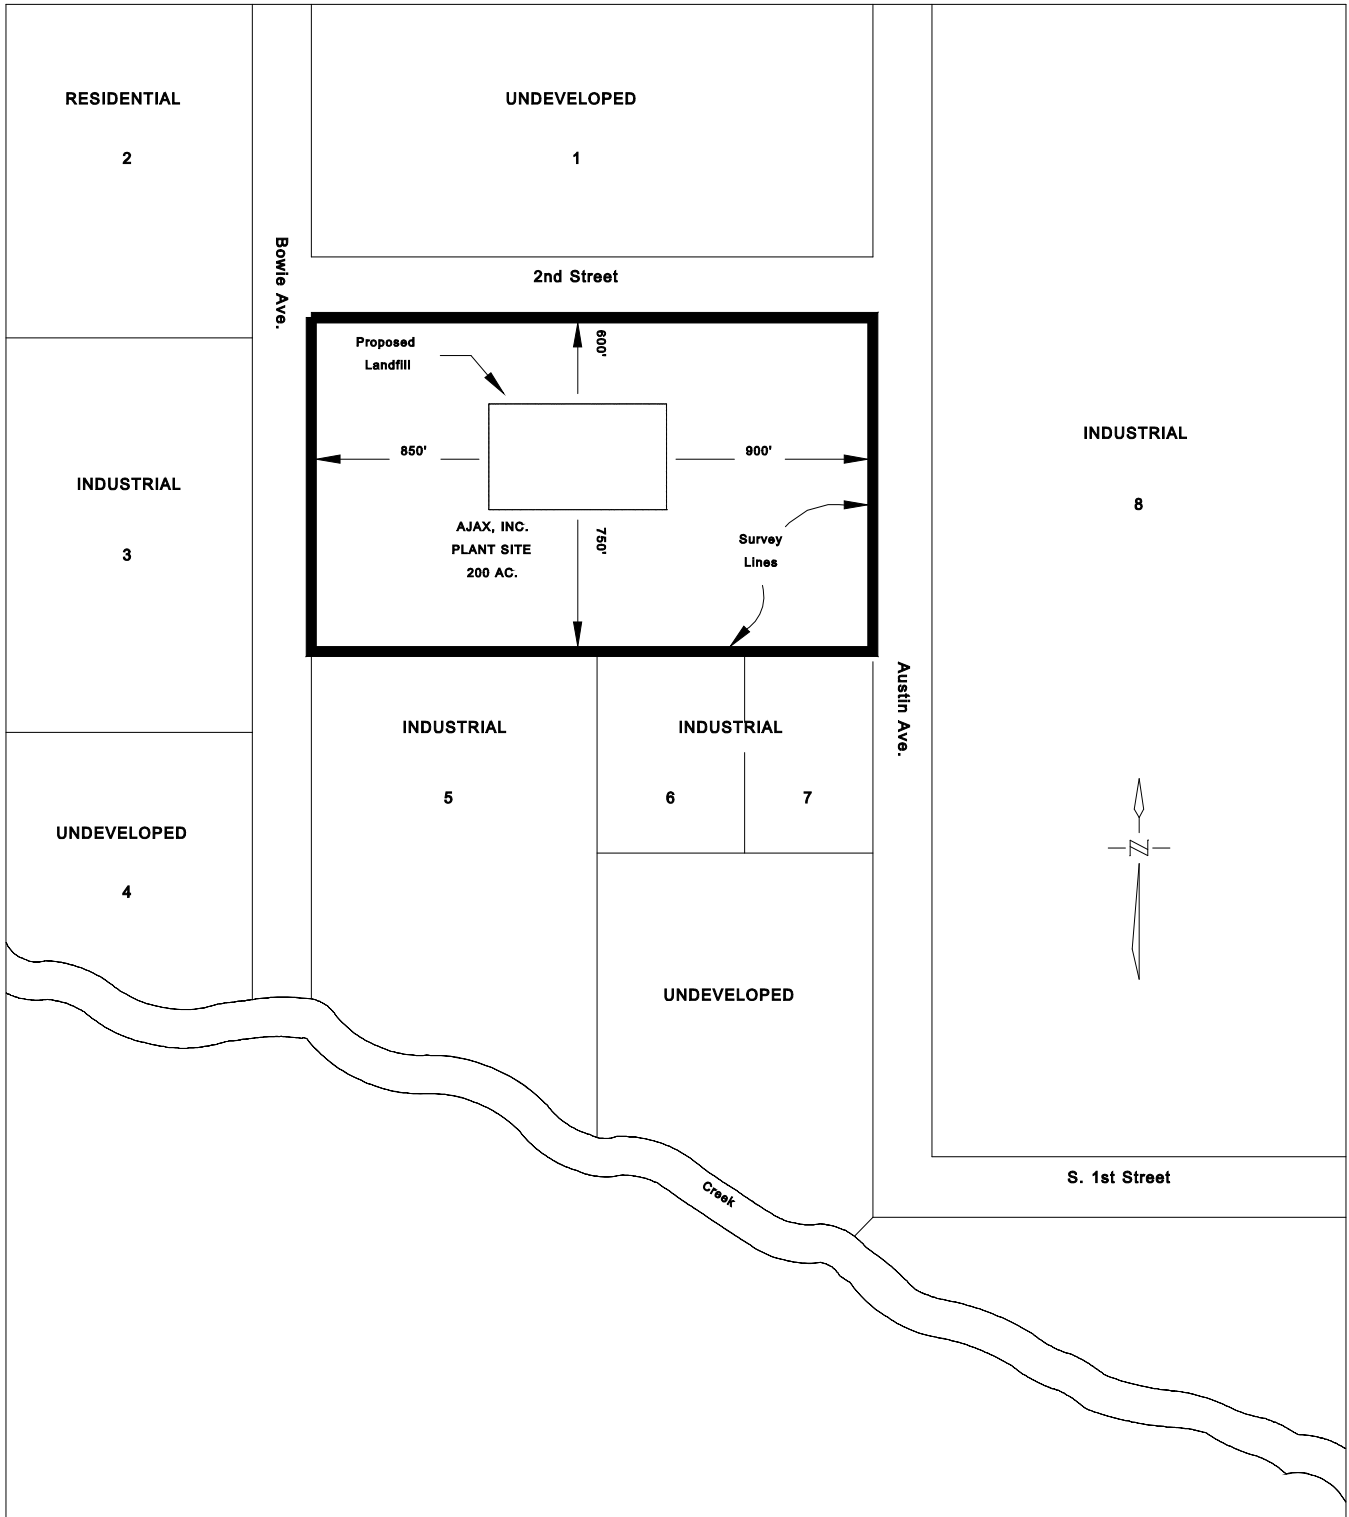 RESIDENTIAL
2
UNDEVELOPED
1
Bowie Ave.
2nd Street
Proposed
Landfill
600'
850'
900'
INDUSTRIAL
8
INDUSTRIAL
3
AJAX, INC.
PLANT SITE
200 AC.
750'
Survey
Lines
Austin Ave.
INDUSTRIAL
5
INDUSTRIAL
6
7
UNDEVELOPED
4
N
UNDEVELOPED
Creek
S. 1st Street